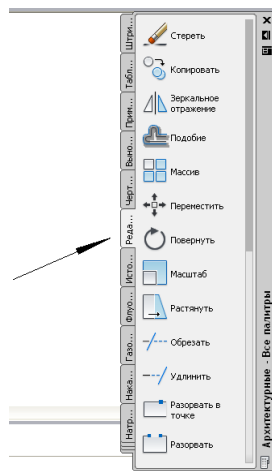 Штри...
Табл...
Прим...
Выно...
Черт...
Реда...
Исто...
Флуо...
Газо...
Нака...
Натр...
Стереть
Копировать
Зеркальное
отражение
Подобие
Массив
Переместить
Повернуть
Масштаб
Растянуть
Обрезать
Удлинить
Разорвать в
точке
Разорвать
Архитектурные - Все палитры